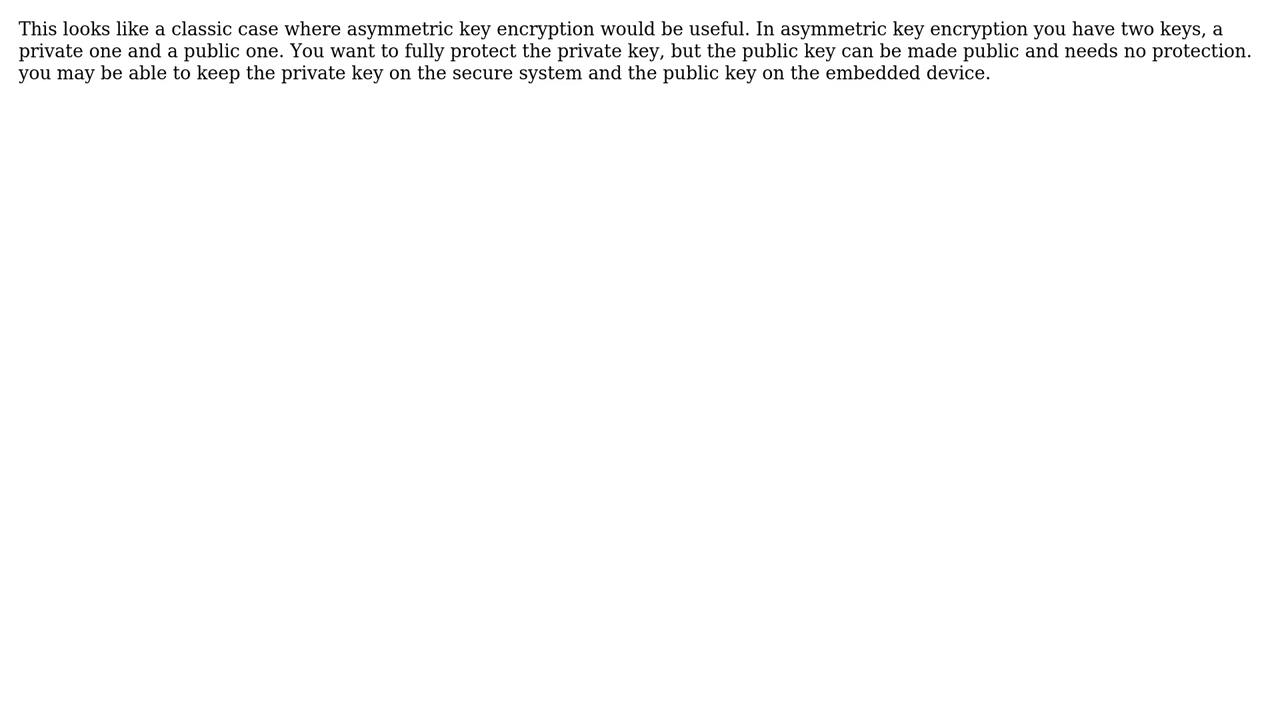 This looks like a classic case where asymmetric key encryption would be useful. In asymmetric key encryption you have two keys, a
private one and a public one. You want to fully protect the private key, but the public key can be made public and needs no protection.
you may be able to keep the private key on the secure system and the public key on the embedded device.